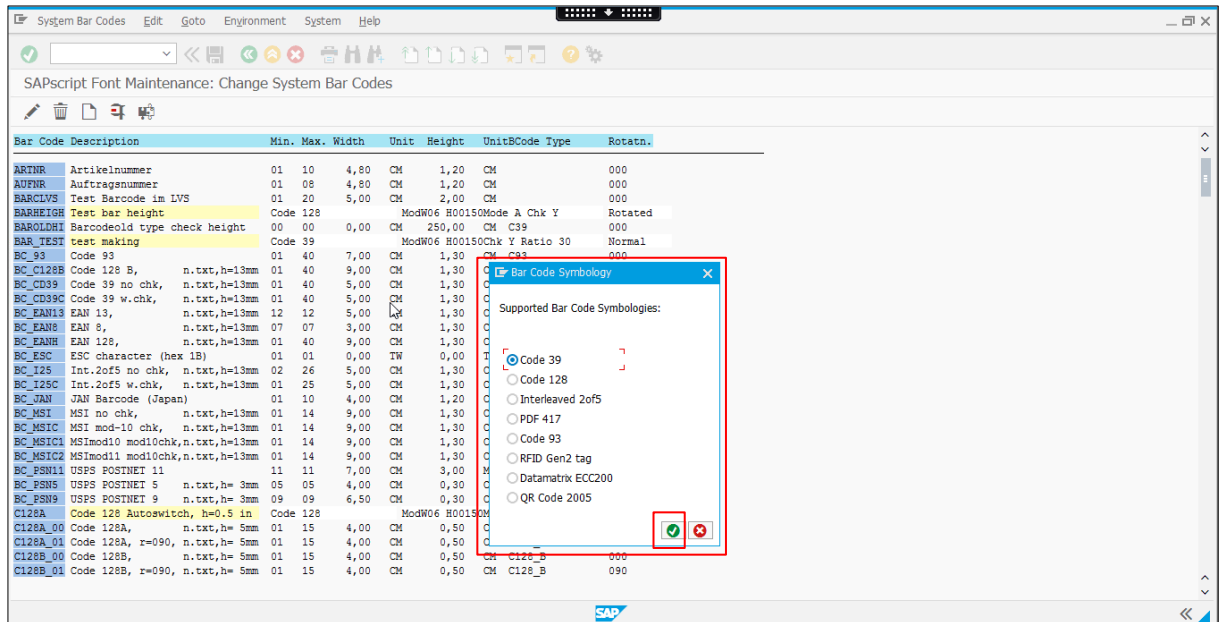 System Bar Codes Edit Goto Environment System Help
SAPscript Font Maintenance: Change System Bar Codes
Bar Code Description Min. Max. Width Unit Height UnitBCode Type Rotatn.
ARTNR Artikelnummer 01 10 4,80 CM 1,20 CM 000
AUFNR Auftragsnummer 01 08 4,80 CM 1,20 CM 000
BARCLVS Test Barcode im LVS 01 20 5,00 CM 2,00 CM 000
BARHEIGH Test bar height Code 128 ModW06 H00150Mode A Chk Y Rotated
BAROLDHI Barcodeold type check height 00 00 0,00 CM 250,00 CM C39 000
BAR_TEST test making Code 39 ModW06 H00150Chk Y Ratio 30 Normal
BC_93 Code 93 01 40 7,00 CM 1,30 CM C93 000
BC_C128B Code 128 B, n.txt,h=13mm 01 40 9,00 CM 1,30 C
BC_CD39 Code 39 no chk, n.txt,h=13mm 01 40 5,00 CM 1,30 C
BC_CD39C Code 39 w.chk, n.txt,h=13mm 01 40 5,00 CM 1,30 C
BC_EAN13 EAN 13, n.txt,h=13mm 12 12 5,00 CM 1,30 C
BC_EAN8 EAN 8, n.txt,h=13mm 07 07 3,00 CM 1,30 C
BC_EANH EAN 128, n.txt,h=13mm 01 40 9,00 CM 1,30 C
BC_ESC ESC character (hex 1B) 01 01 0,00 TW 0,00 T
BC_I25 Int.2of5 no chk, n.txt,h=13mm 02 26 5,00 CM 1,30 C
BC_I25C Int.2of5 w.chk, n.txt,h=13mm 01 25 5,00 CM 1,30 C
BC_JAN JAN Barcode (Japan) 01 10 4,00 CM 1,20 C
BC_MSI MSI no chk, n.txt,h=13mm 01 14 9,00 CM 1,30 C
BC_MSIC MSI mod-10 chk, n.txt,h=13mm 01 14 9,00 CM 1,30 C
BC_MSIC1 MSImod10 mod10chk,n.txt,h=13mm 01 14 9,00 CM 1,30 C
BC_MSIC2 MSImod11 mod10chk,n.txt,h=13mm 01 14 9,00 CM 1,30 C
BC_PSN11 USPS POSTNET 11 11 11 7,00 CM 3,00 M
BC_PSN5 USPS POSTNET 5 n.txt,h= 3mm 05 05 4,00 CM 0,30 C
BC_PSN9 USPS POSTNET 9 n.txt,h= 3mm 09 09 6,50 CM 0,30 C
C128A Code 128 Autoswitch, h=0.5 in Code 128 ModW06 H00150M
C128A_00 Code 128A, n.txt,h= 5mm 01 15 4,00 CM 0,50 C
C128A_01 Code 128A, r=090, n.txt,h= 5mm 01 15 4,00 CM 0,50 C
C128B_00 Code 128B, n.txt,h= 5mm 01 15 4,00 CM 0,50 CM C128_B 000
C128B_01 Code 128B, r=090, n.txt,h= 5mm 01 15 4,00 CM 0,50 CM C128_B 090
Bar Code Symbology
Supported Bar Code Symbologies:
Code 39
Code 128
Interleaved 2of5
PDF 417
Code 93
RFID Gen2 tag
Datamatrix ECC200
QR Code 2005
SAP